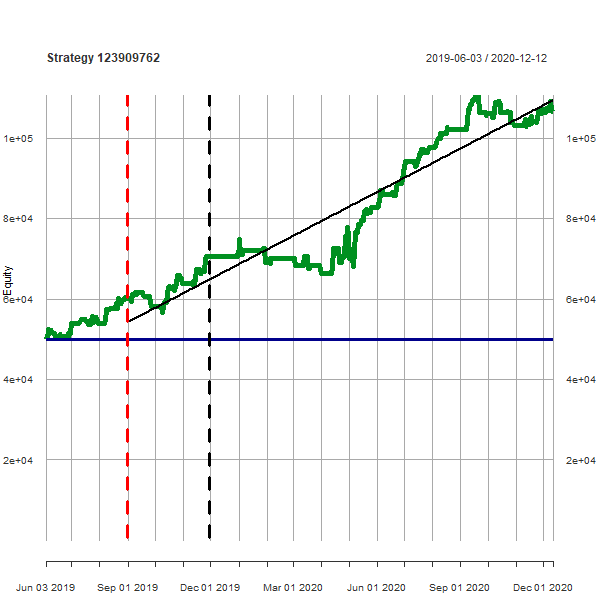 Strategy 123909762
2019-06-03 / 2020-12-12
1e+05
1e+05
8e+04
8e+04
Equity
6e+04
6e+04
4e+04
4e+04
2e+04
2e+04
Jun 03 2019
Sep 01 2019
Dec 01 2019
Mar 01 2020
Jun 01 2020
Sep 01 2020
Dec 01 2020